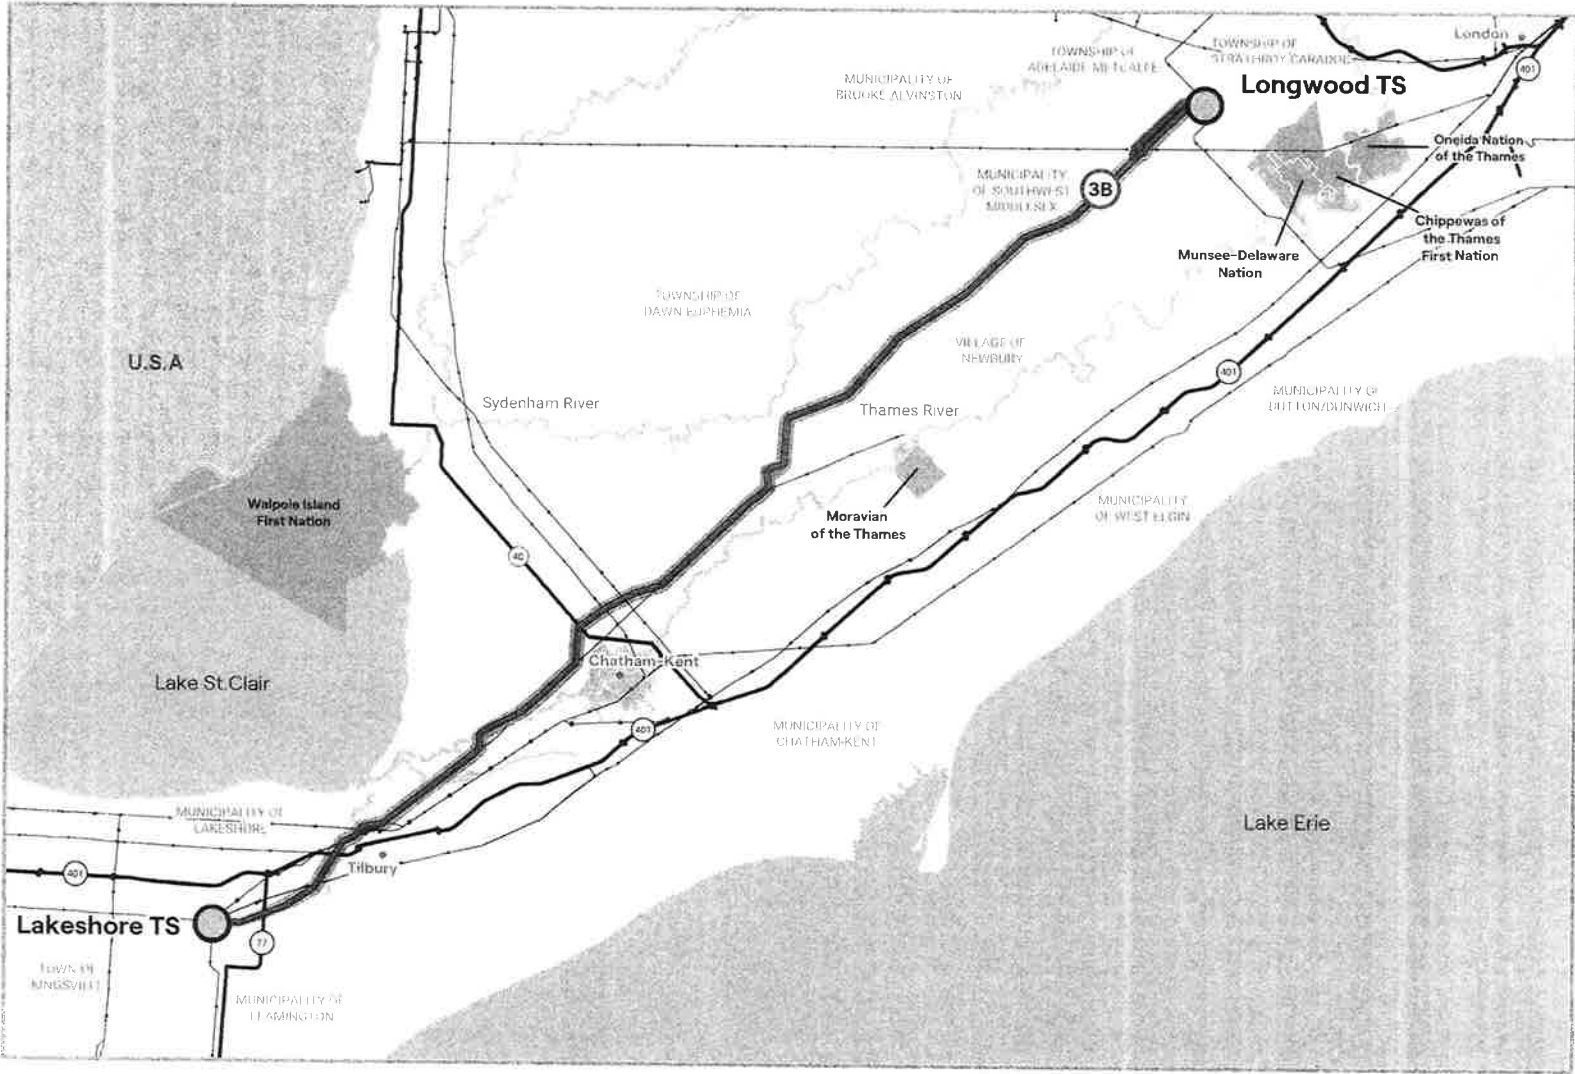 London
TOWNSHIP OF
ADELAIDE METCALFE
TOWNSHIP OF
STRATHROY CARADOC
401
MUNICIPALITY OF
BROOKE ALVINSTON
Longwood TS
Oneida Nation
of the Thames
MUNICIPALITY
OF SOUTHWEST
MIDDLESEX
3B
Chippewas of
the Thames
First Nation
Munsee-Delaware
Nation
TOWNSHIP OF
DAWN EUPHEMIA
VILLAGE OF
NEWBURY
U.S.A
401
MUNICIPALITY OF
DUTTON/DUNWICH
Sydenham River
Thames River
Walpole Island
First Nation
MUNICIPALITY
OF WEST ELGIN
Moravian
of the Thames
40
Chatham-Kent
Lake St.Clair
401
MUNICIPALITY OF
CHATHAM-KENT
MUNICIPALITY OF
LAKESHORE
Lake Erie
Tilbury
401
Lakeshore TS
77
TOWN OF
KINGSVILLE
MUNICIPALITY OF
LEAMINGTON